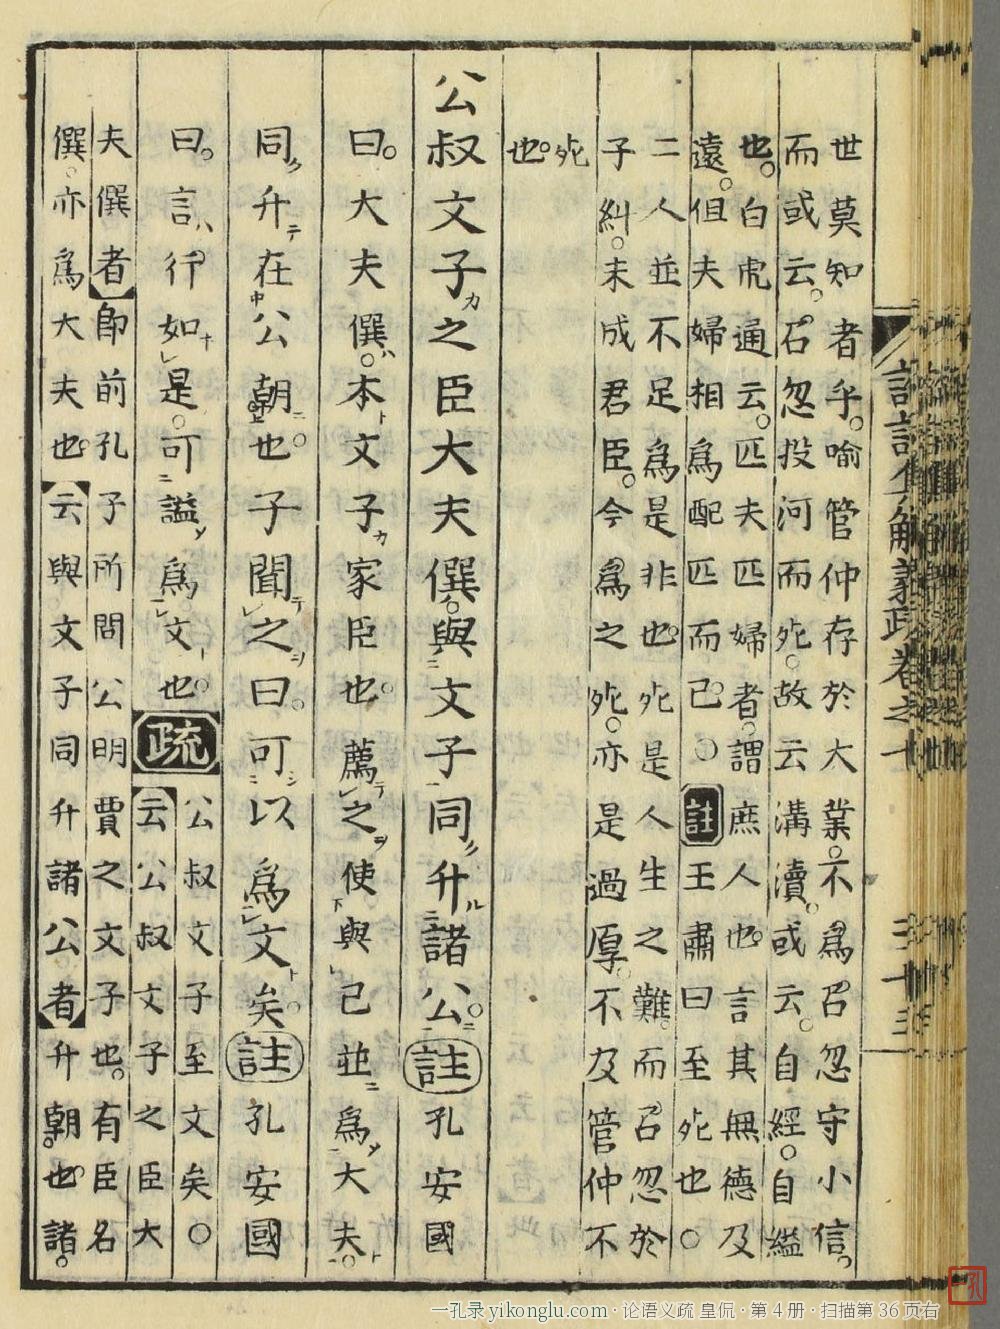 世莫知者乎。喻管仲存於大業。不爲召忽守小信。
而或云。石忽投河而死。故云溝瀆。或云。自經。自縊
也。白虎通云。匹夫匹婦者。謂庶人也。言其無德及
遠。但夫婦相爲配匹而已。○註王肅曰至死也○
二人並不足爲是非也。死是人生之難。而召忽於
子糾。未成君臣。今爲之死。亦是過厚。不及管仲不
死
也。
公叔文子之臣大夫僎。與文子同升諸公。註孔安國
曰。大夫僎。本文子家臣也。薦之使與己並爲大夫。
同升在公朝也。子聞之曰。可以爲文矣。註孔安國
曰。言行如是。可謚爲文也。疏公叔文子至文矣○
云公叔文子之臣大
夫僎者即前孔子所問公明賈之文子也。有臣名
僎。亦爲大夫也。云與文子同升諸公者升朝。也。諸。
三十三
一孔录 yikonglu.com · 论语义疏 皇侃 · 第 4 册 · 扫描第 36 页右